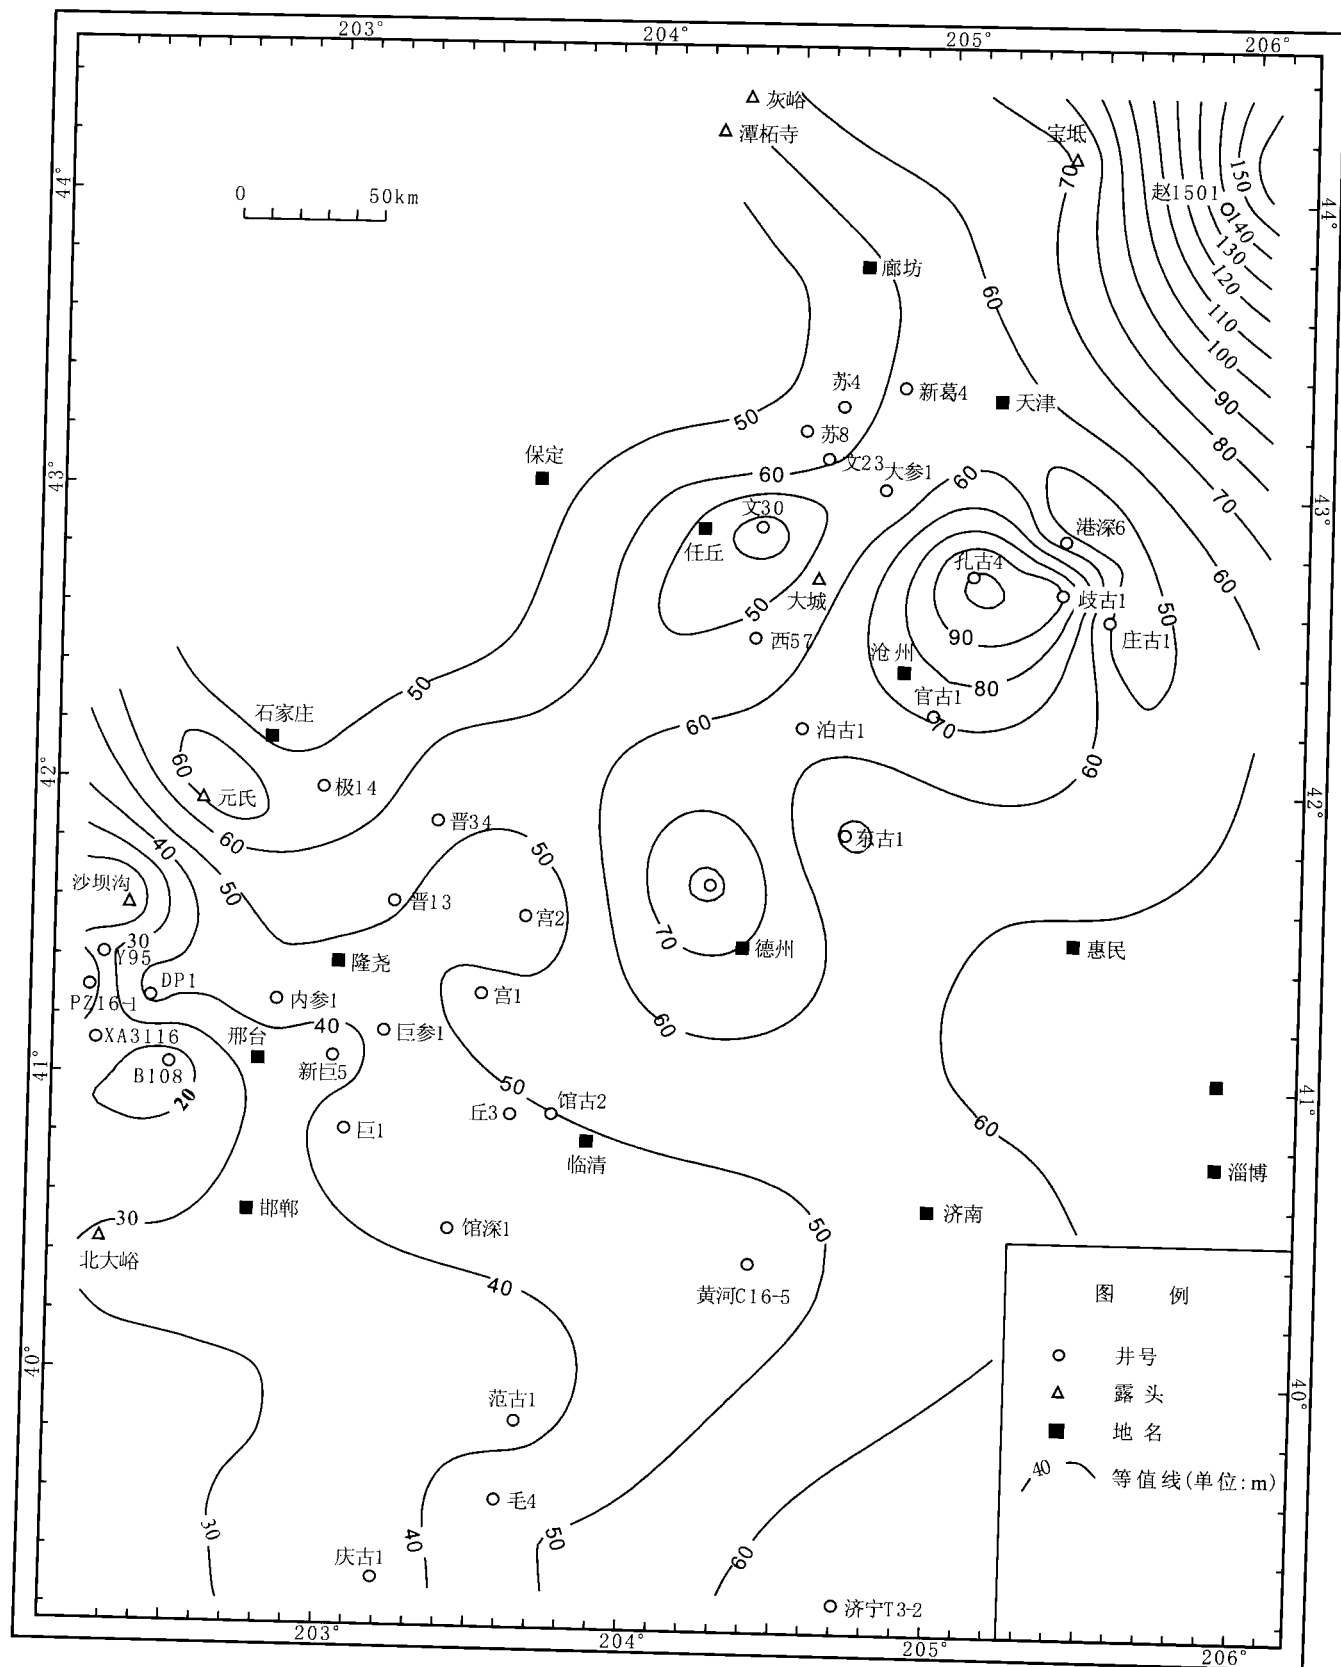 203°
204°
205°
206°
灰峪
潭柘寺
宝坻
44°
0
50km
70
150
赵1501
44°
140
130
廊坊
120
60
110
100
苏4
新葛4
天津
90
50
苏8
80
保定
文23
大参1
60
60
43°
70
文30
43°
港深6
任丘
扎古4
60
大城
50
歧古1
50
西57
90
庄古1
沧州
50
80
石家庄
官古1
60
泊古1
70
60
60
42°
极14
42°
元氏
晋34
60
40
50
东古1
沙坝沟
50
晋13
宫2
70
30
德州
惠民
Y95
隆尧
DP1
PZ16-1
内参1
宫1
60
XA3116
邢台
40
巨参1
41°
B108
新巨5
50
20
丘3
馆古2
41°
巨1
60
临清
淄博
30
邯郸
济南
馆深1
50
北大峪
40
黄河C16-5
图例
40°
井号
范古1
露头
40°
地名
40
等值线(单位:m)
毛4
30
40
50
60
庆古1
济宁T3-2
203°
204°
205°
206°